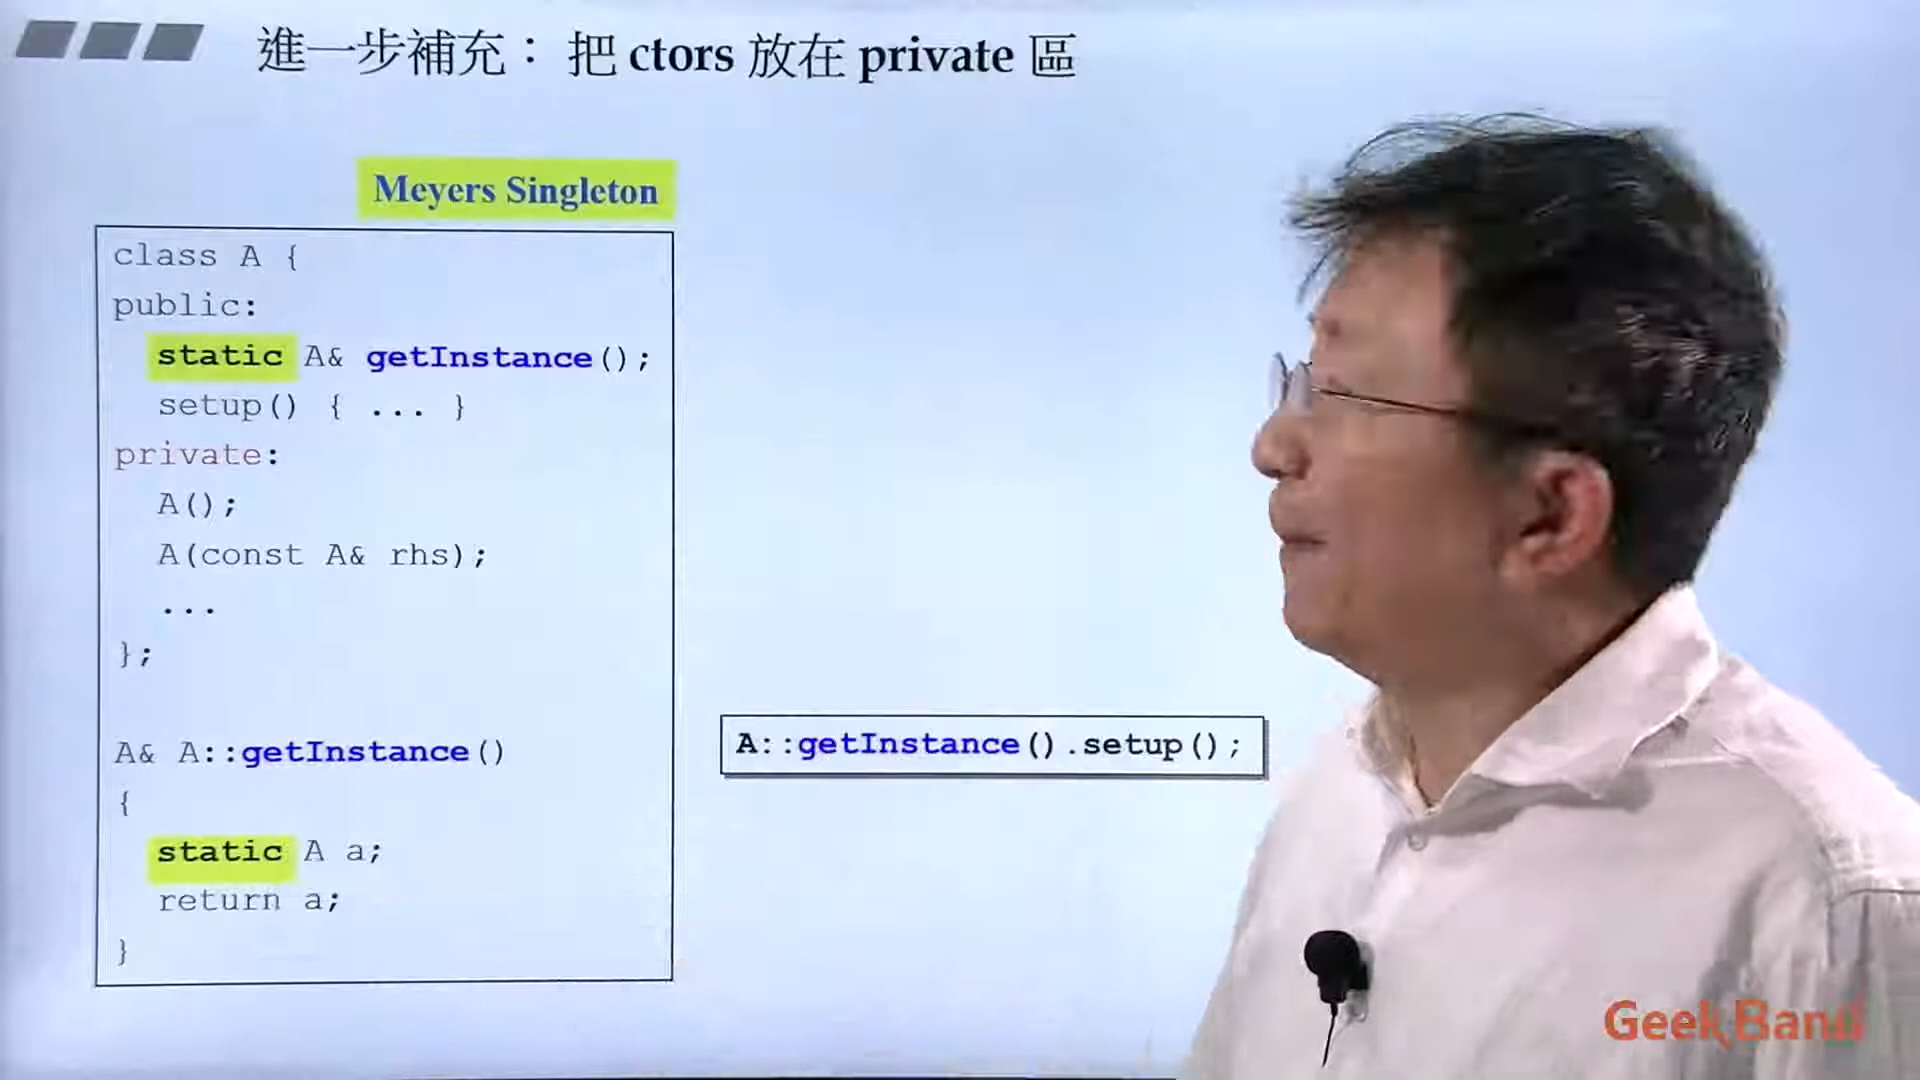 進一步補充： 把 ctors 放在 private 區
Meyers Singleton
class A {
public:
static A& getInstance();
setup() { ... }
private:
A();
A(const A& rhs);
...
};
A& A::getInstance()
{
static A a;
return a;
}
A::getInstance().setup();